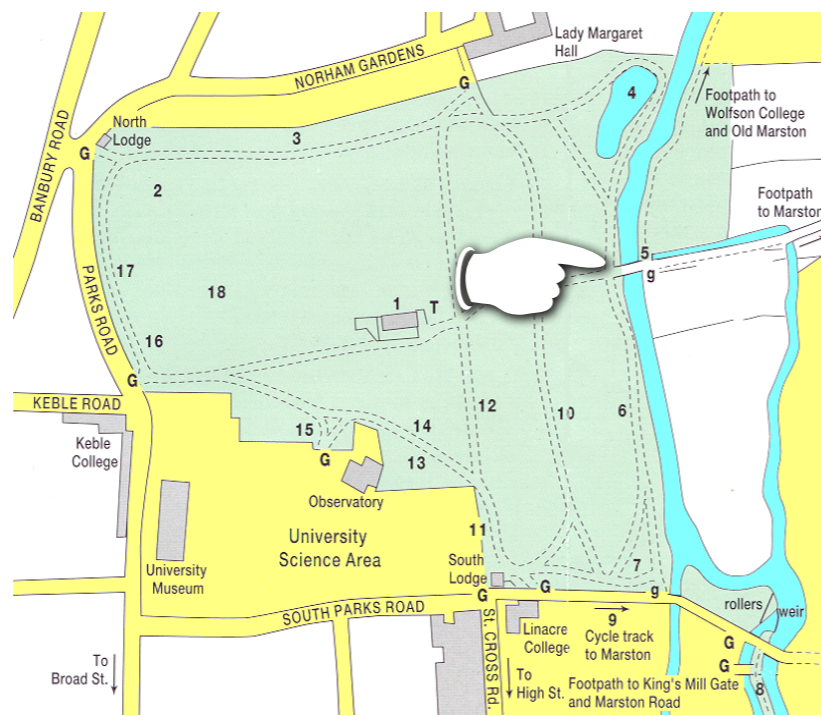 Lady Margaret
Hall
NORHAM GARDENS
G
4
Footpath to
Wolfson College
and Old Marston
BANBURY ROAD
North
Lodge
3
G
2
Footpath
to Marston
5
g
17
18
PARKS ROAD
1
T
16
G
KEBLE ROAD
12
10
6
15
14
Keble
College
G
13
Observatory
University
Science Area
11
University
Museum
South
Lodge
7
G
G
g
SOUTH PARKS ROAD
rollers
weir
St. CROSS Rd.
Linacre
College
9
Cycle track
to Marston
G
To
Broad St.
To
High St.
Footpath to King's Mill Gate
and Marston Road
G
8